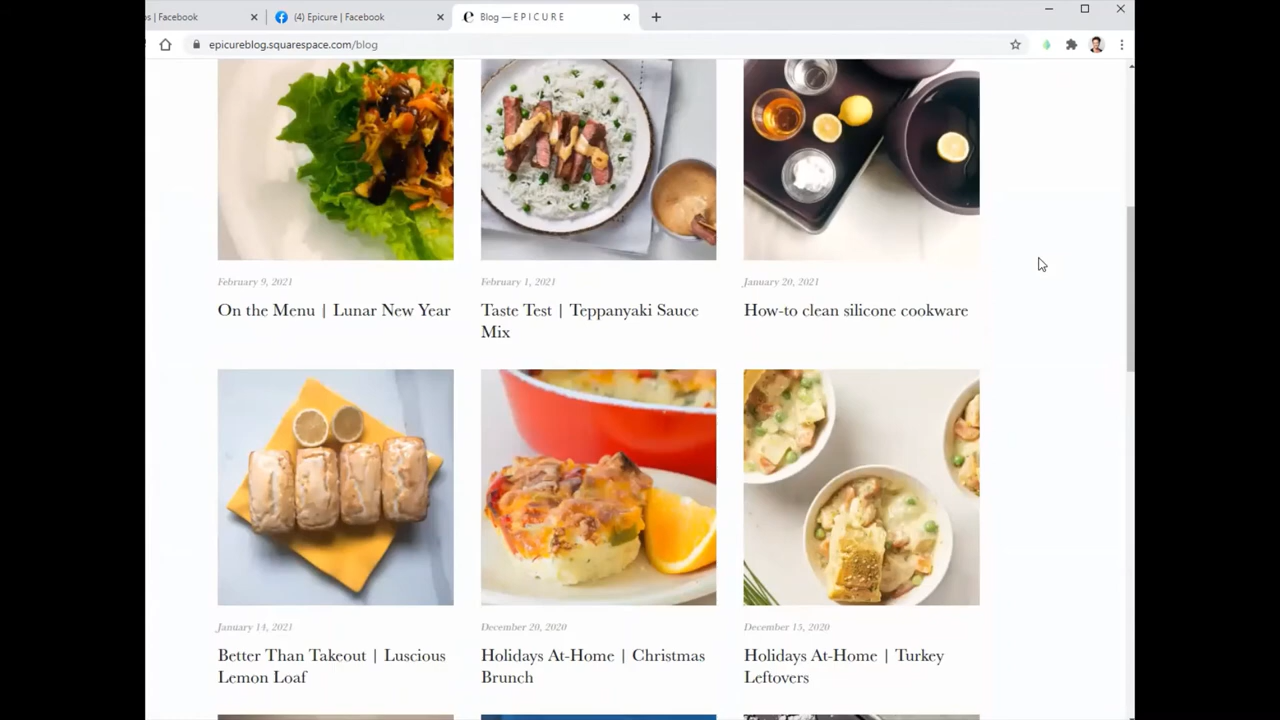 os | Facebook
(4) Epicure | Facebook
Blog — E P I C U R E
epicureblog.squarespace.com/blog
February 9, 2021
On the Menu | Lunar New Year
February 1, 2021
Taste Test | Teppanyaki Sauce
Mix
January 20, 2021
How-to clean silicone cookware
January 14, 2021
Better Than Takeout | Luscious
Lemon Loaf
December 20, 2020
Holidays At-Home | Christmas
Brunch
December 15, 2020
Holidays At-Home | Turkey
Leftovers